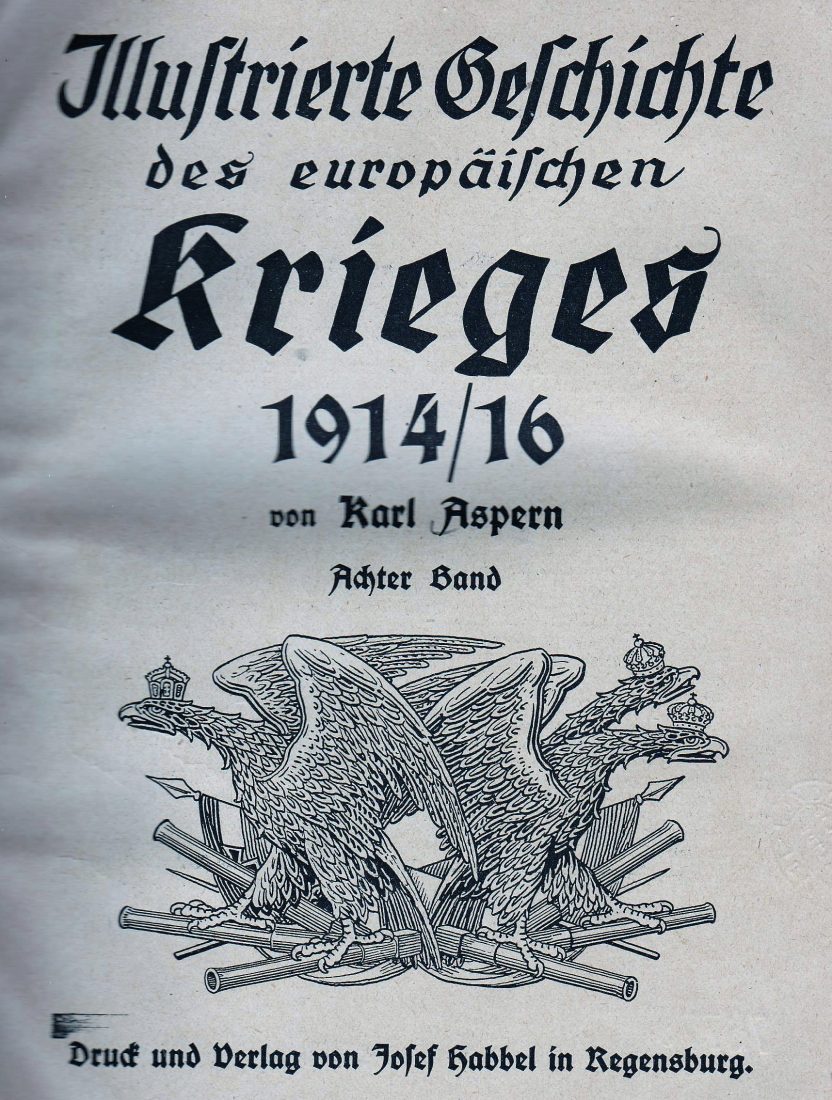 Illuſtrierte Geſchichte
des europäiſchen
Krieges
1914/16
von Karl Aspern
Achter Band
Druck und Verlag von Joſef Habbel in Regensburg.